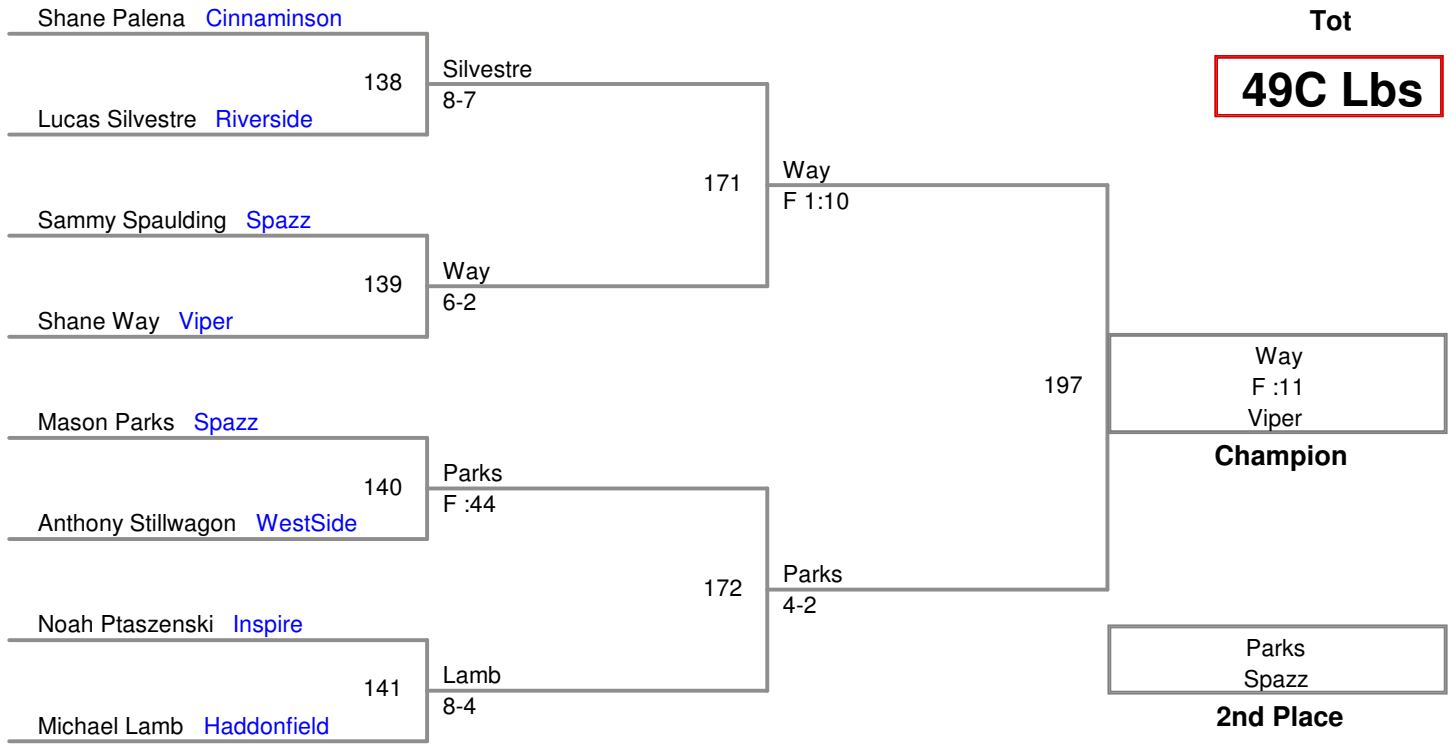 Shane Palena Cinnaminson
Tot
138
Silvestre
8-7
49C Lbs
Lucas Silvestre Riverside
171
Way
F 1:10
Sammy Spaulding Spazz
139
Way
6-2
Shane Way Viper
197
Way
F :11
Viper
Champion
Mason Parks Spazz
140
Parks
F :44
Anthony Stillwagon WestSide
172
Parks
4-2
Noah Ptaszenski Inspire
141
Lamb
8-4
Michael Lamb Haddonfield
Parks
Spazz
2nd Place